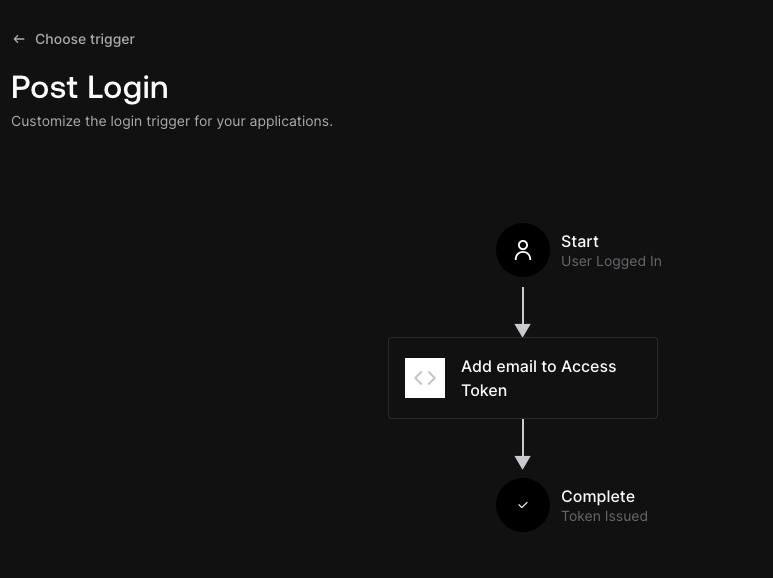 Choose trigger
Post Login
Customize the login trigger for your applications.
Start
User Logged In
Add email to Access
Token
Complete
Token Issued